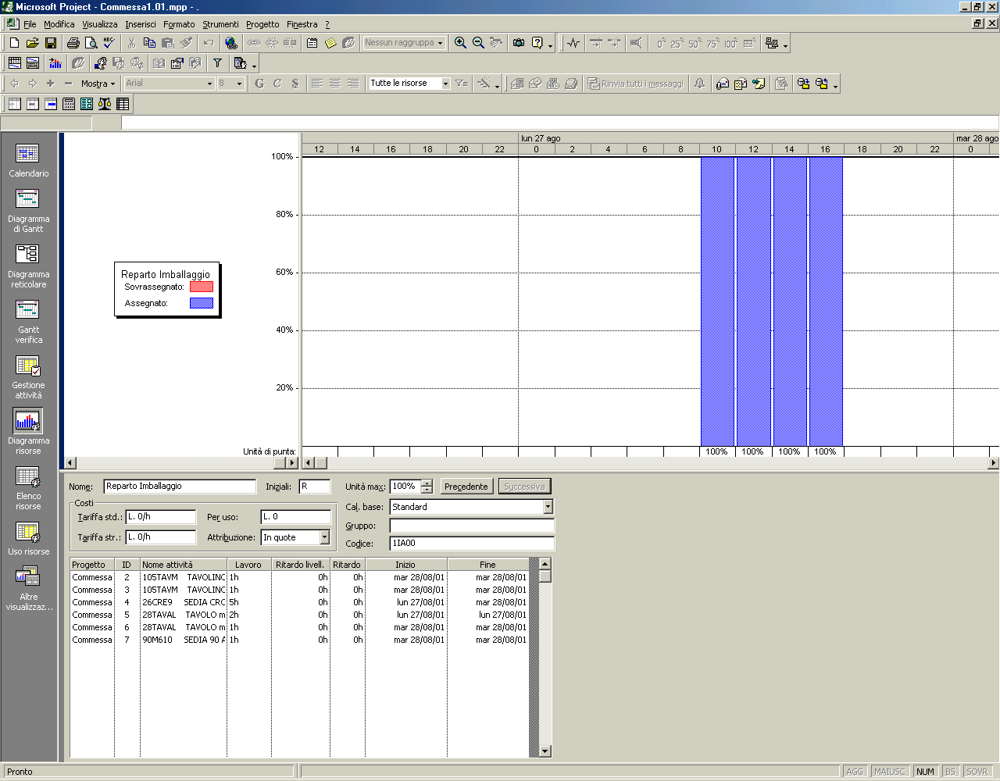 Microsoft Project - Commessa1.01.mpp - .
File Modifica Visualizza Inserisci Formato Strumenti Progetto Finestra ?
Nessun raggruppa 0% 25% 50% 75% 100%
Mostra Arial 8 G C S Tutte le risorse Rinvia tutti i messaggi
lun 27 ago mar 28 ago
12 14 16 18 20 22 0 2 4 6 8 10 12 14 16 18 20 22 0
Calendario
Diagramma di Gantt
Diagramma reticolare
Gantt verifica
Gestione attività
Diagramma risorse
Elenco risorse
Uso risorse
Altre visualizzaz...
100%
80%
60%
40%
20%
Reparto Imballaggio
Sovrassegnato:
Assegnato:
Unità di punta: 100% 100% 100% 100%
Nome: Reparto Imballaggio Iniziali: R Unità max: 100% Precedente Successiva
Costi
Tariffa std.: L. 0/h Per uso: L. 0 Cal. base: Standard
Gruppo:
Tariffa str.: L. 0/h Attribuzione: In quote Codice: 1IA00
Progetto ID Nome attività Lavoro Ritardo livell. Ritardo Inizio Fine
Commessa 2 105TAVM TAVOLINC 1h 0h 0h mar 28/08/01 mar 28/08/01
Commessa 3 105TAVM TAVOLINC 1h 0h 0h mar 28/08/01 mar 28/08/01
Commessa 4 26CRE9 SEDIA CRC 5h 0h 0h lun 27/08/01 mar 28/08/01
Commessa 5 28TAVAL TAVOLO m 2h 0h 0h lun 27/08/01 lun 27/08/01
Commessa 6 28TAVAL TAVOLO m 1h 0h 0h mar 28/08/01 mar 28/08/01
Commessa 7 90M610 SEDIA 90 A 1h 0h 0h mar 28/08/01 mar 28/08/01
Pronto AGG MAIUSC NUM BS SOVR